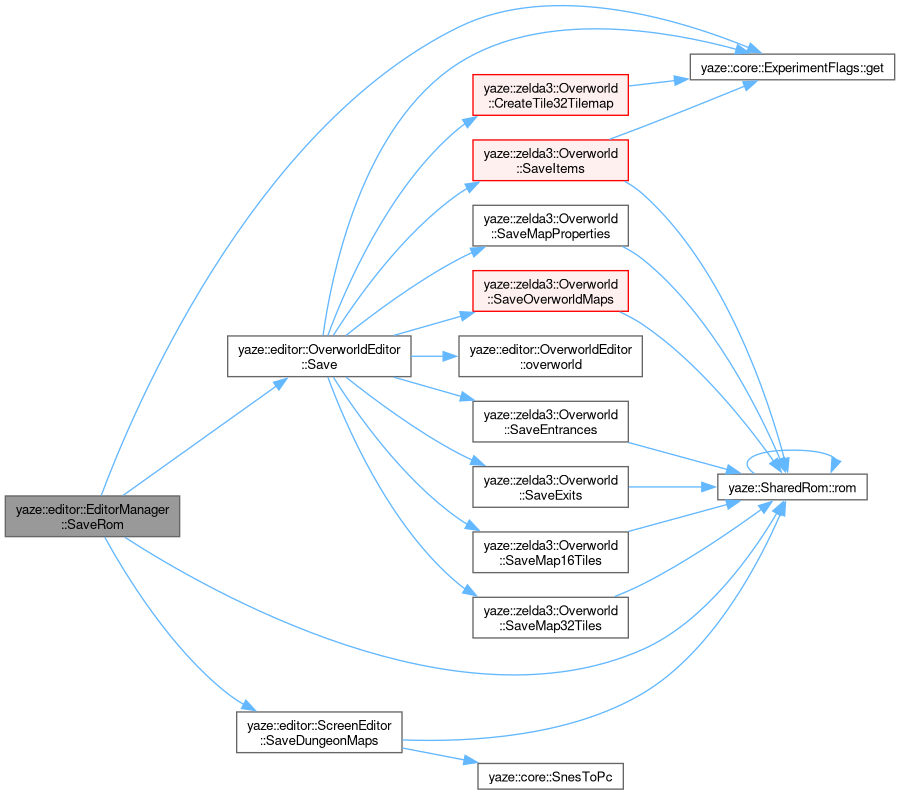 yaze::core::ExperimentFlags::get
yaze::zelda3::Overworld
::CreateTile32Tilemap
yaze::zelda3::Overworld
::SaveItems
yaze::zelda3::Overworld
::SaveMapProperties
yaze::zelda3::Overworld
::SaveOverworldMaps
yaze::editor::OverworldEditor
::Save
yaze::editor::OverworldEditor
::overworld
yaze::zelda3::Overworld
::SaveEntrances
yaze::zelda3::Overworld
::SaveExits
yaze::SharedRom::rom
yaze::editor::EditorManager
::SaveRom
yaze::zelda3::Overworld
::SaveMap16Tiles
yaze::zelda3::Overworld
::SaveMap32Tiles
yaze::editor::ScreenEditor
::SaveDungeonMaps
yaze::core::SnesToPc